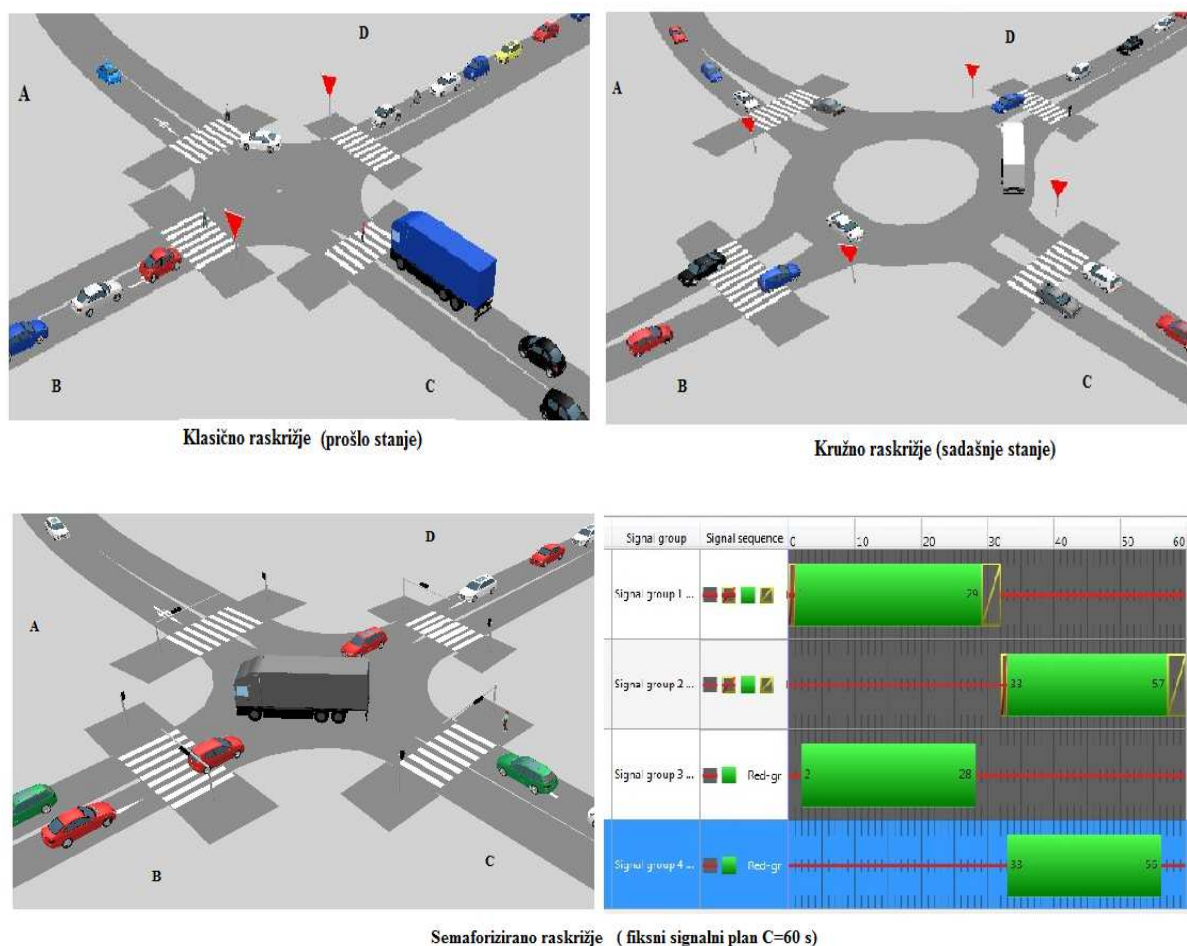 D
A
B
C
Klasično raskrižje (prošlo stanje)
D
A
B
C
Kružno raskrižje (sadašnje stanje)
D
A
B
C
Signal group Signal sequence 0 10 20 30 40 50 60
Signal group 1 ... 29
Signal group 2 ... 33 57
Signal group 3 ... Red-gr 2 28
Signal group 4 ... Red-gr 33
Semaforizirano raskrižje ( fiksni signalni plan C=60 s)